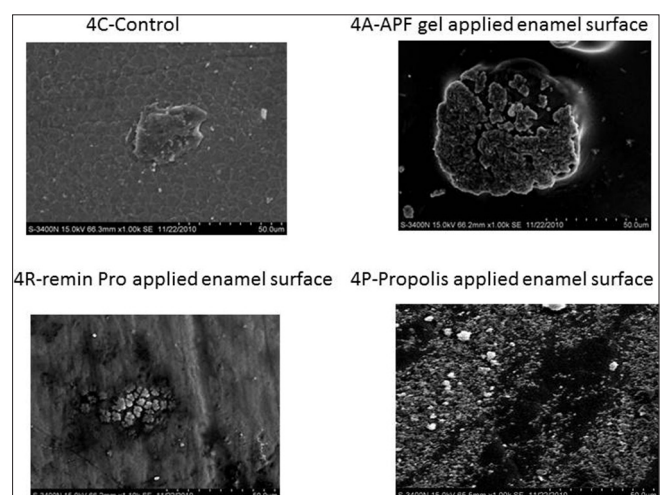 4C-Control
4A-APF gel applied enamel surface
S-3400N 15.0kV 66.3mm x1.00k SE 11/22/2010 50.0um
S-3400N 15.0kV 66.2mm x1.00k SE 11/22/2010 50.0um
4R-remin Pro applied enamel surface
4P-Propolis applied enamel surface